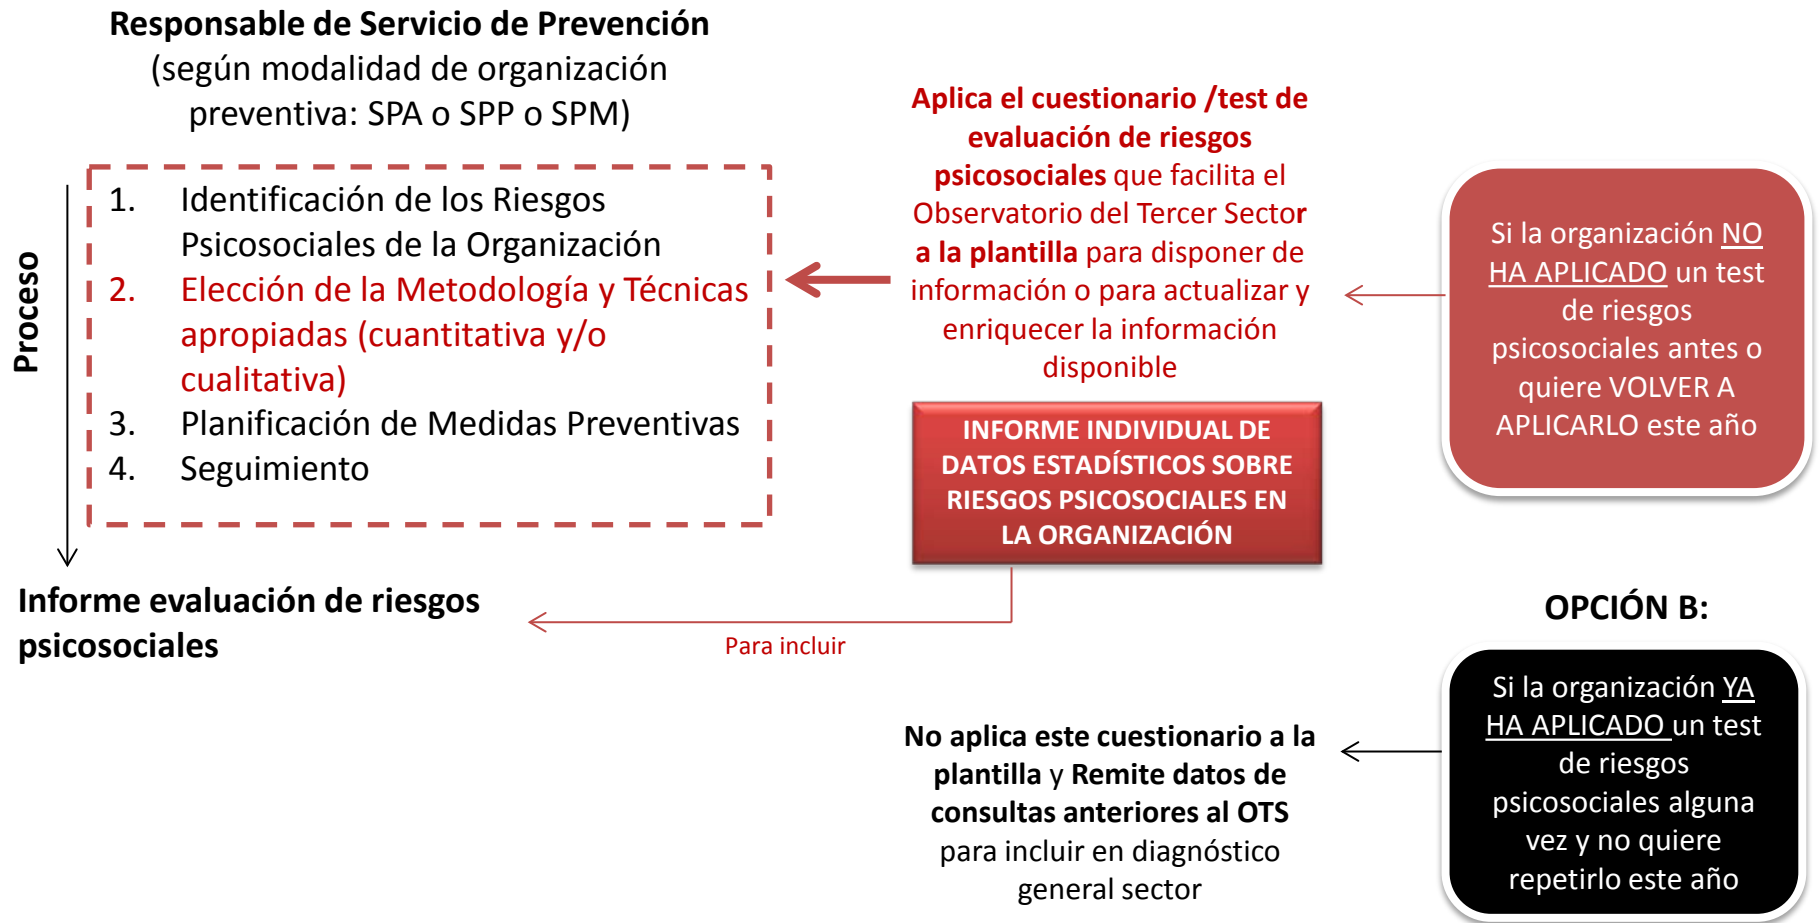 Responsable de Servicio de Prevención
(según modalidad de organización
preventiva: SPA o SPP o SPM)
Proceso
1. Identificación de los Riesgos
Psicosociales de la Organización
2. Elección de la Metodología y Técnicas
apropiadas (cuantitativa y/o
cualitativa)
3. Planificación de Medidas Preventivas
4. Seguimiento
Informe evaluación de riesgos
psicosociales
Aplica el cuestionario /test de
evaluación de riesgos
psicosociales que facilita el
Observatorio del Tercer Sector
a la plantilla para disponer de
información o para actualizar y
enriquecer la información
disponible
INFORME INDIVIDUAL DE
DATOS ESTADÍSTICOS SOBRE
RIESGOS PSICOSOCIALES EN
LA ORGANIZACIÓN
Para incluir
Si la organización NO
HA APLICADO un test
de riesgos
psicosociales antes o
quiere VOLVER A
APLICARLO este año
OPCIÓN B:
Si la organización YA
HA APLICADO un test
de riesgos
psicosociales alguna
vez y no quiere
repetirlo este año
No aplica este cuestionario a la
plantilla y Remite datos de
consultas anteriores al OTS
para incluir en diagnóstico
general sector